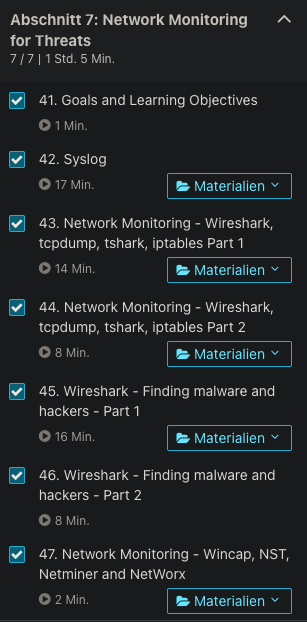 Abschnitt 7: Network Monitoring
for Threats
7 / 7 | 1 Std. 5 Min.
41. Goals and Learning Objectives
1 Min.
42. Syslog
17 Min.
Materialien
43. Network Monitoring - Wireshark,
tcpdump, tshark, iptables Part 1
14 Min.
Materialien
44. Network Monitoring - Wireshark,
tcpdump, tshark, iptables Part 2
8 Min.
Materialien
45. Wireshark - Finding malware and
hackers - Part 1
16 Min.
Materialien
46. Wireshark - Finding malware and
hackers - Part 2
8 Min.
47. Network Monitoring - Wincap, NST,
Netminer and NetWorx
2 Min.
Materialien